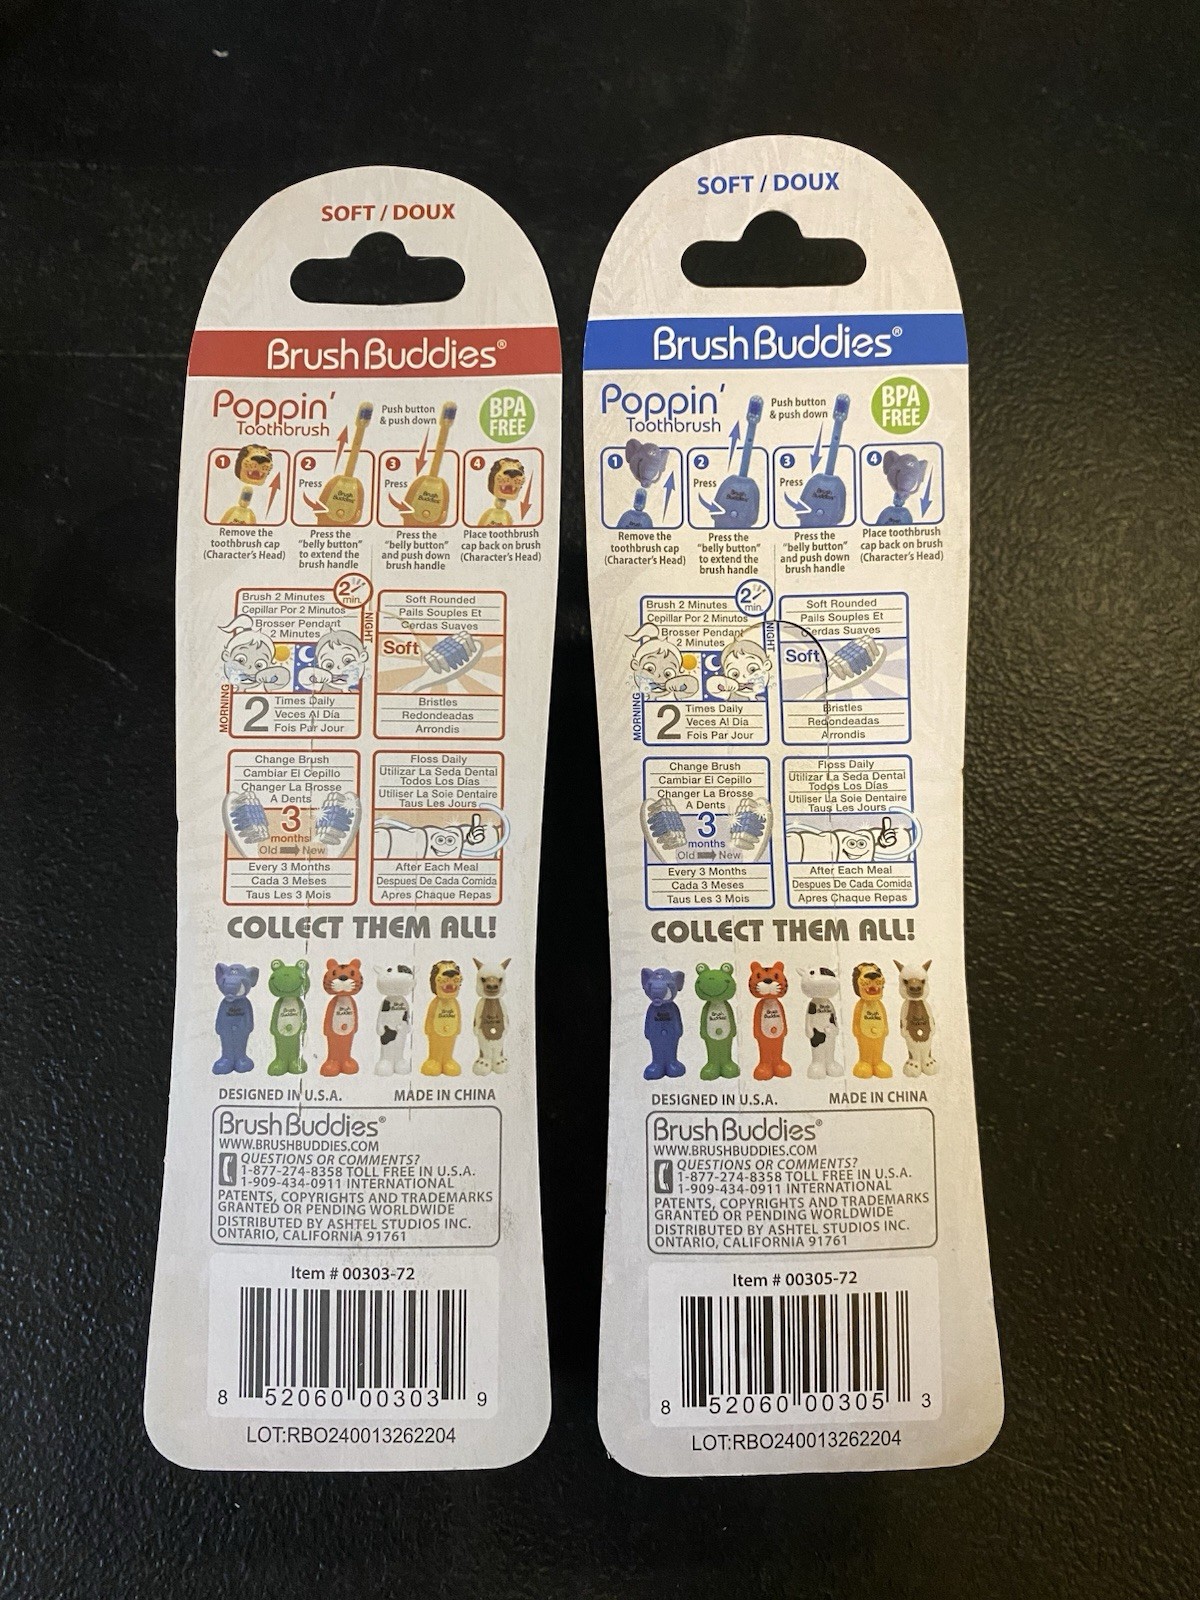 SOFT / DOUX
BrushBuddies®
Poppin'
Toothbrush
Push button
& push down
BPA
FREE
1
2
Press
3
Press
4
Remove the
toothbrush cap
(Character's Head)
Press the
"belly button"
to extend the
brush handle
Press the
"belly button"
and push down
brush handle
Place toothbrush
cap back on brush
(Character's Head)
Brush 2 Minutes
Cepillar Por 2 Minutos
Brosser Pendant
2 Minutes
2
min.
NIGHT
MORNING
2
Times Daily
Veces Al Día
Fois Par Jour
Soft Rounded
Pails Souples Et
Cerdas Suaves
Soft
Bristles
Redondeadas
Arrondis
Change Brush
Cambiar El Cepillo
Changer La Brosse
A Dents
3
months
Old New
Every 3 Months
Cada 3 Meses
Taus Les 3 Mois
Floss Daily
Utilizar La Seda Dental
Todos Los Dias
Utiliser La Soie Dentaire
Taus Les Jours
After Each Meal
Despues De Cada Comida
Apres Chaque Repas
COLLECT THEM ALL!
DESIGNED IN U.S.A.
MADE IN CHINA
BrushBuddies®
WWW.BRUSHBUDDIES.COM
QUESTIONS OR COMMENTS?
1-877-274-8358 TOLL FREE IN U.S.A.
1-909-434-0911 INTERNATIONAL
PATENTS, COPYRIGHTS AND TRADEMARKS
GRANTED OR PENDING WORLDWIDE
DISTRIBUTED BY ASHTEL STUDIOS INC.
ONTARIO, CALIFORNIA 91761
Item # 00303-72
8 52060 00303 9
LOT:RBO240013262204
SOFT / DOUX
BrushBuddies®
Poppin'
Toothbrush
Push button
& push down
BPA
FREE
1
2
Press
3
Press
4
Remove the
toothbrush cap
(Character's Head)
Press the
"belly button"
to extend the
brush handle
Press the
"belly button"
and push down
brush handle
Place toothbrush
cap back on brush
(Character's Head)
Brush 2 Minutes
Cepillar Por 2 Minutos
Brosser Pendant
2 Minutes
2
min.
NIGHT
MORNING
2
Times Daily
Veces Al Día
Fois Par Jour
Soft Rounded
Pails Souples Et
Cerdas Suaves
Soft
Bristles
Redondeadas
Arrondis
Change Brush
Cambiar El Cepillo
Changer La Brosse
A Dents
3
months
Old New
Every 3 Months
Cada 3 Meses
Taus Les 3 Mois
Floss Daily
Utilizar La Seda Dental
Todos Los Dias
Utiliser La Soie Dentaire
Taus Les Jours
After Each Meal
Despues De Cada Comida
Apres Chaque Repas
COLLECT THEM ALL!
DESIGNED IN U.S.A.
MADE IN CHINA
BrushBuddies®
WWW.BRUSHBUDDIES.COM
QUESTIONS OR COMMENTS?
1-877-274-8358 TOLL FREE IN U.S.A.
1-909-434-0911 INTERNATIONAL
PATENTS, COPYRIGHTS AND TRADEMARKS
GRANTED OR PENDING WORLDWIDE
DISTRIBUTED BY ASHTEL STUDIOS INC.
ONTARIO, CALIFORNIA 91761
Item # 00305-72
8 52060 00305 3
LOT:RBO240013262204